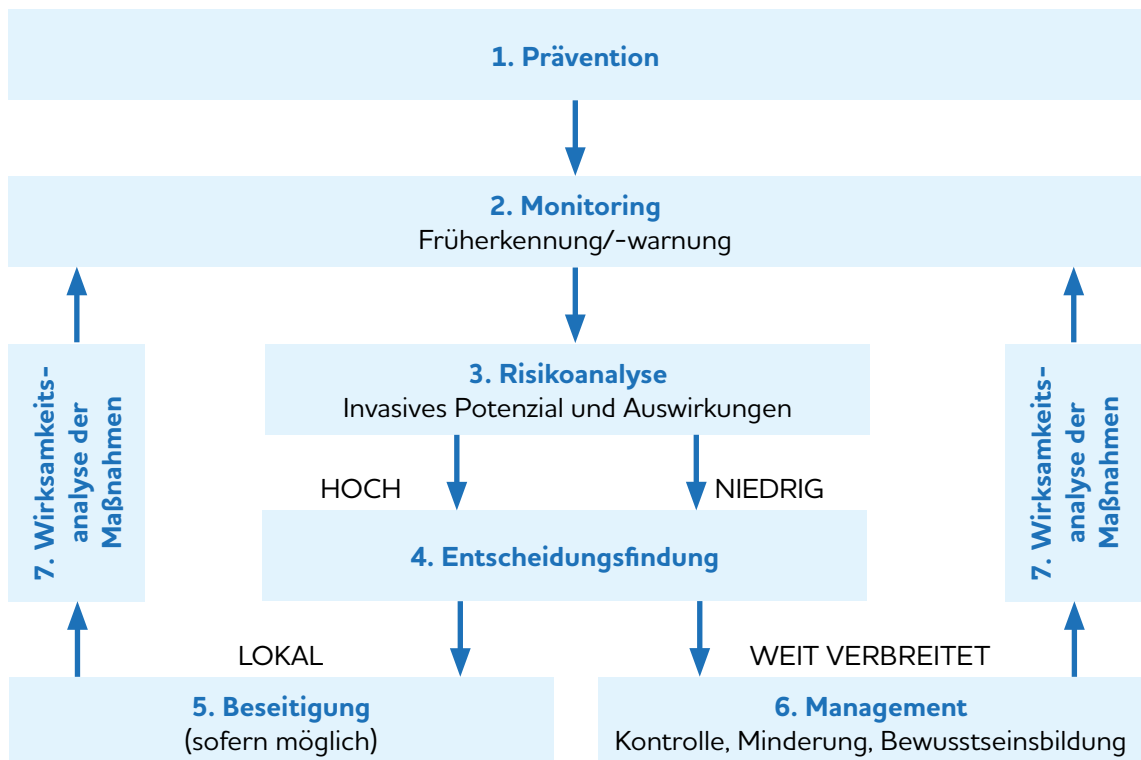 1. Prävention
2. Monitoring
Früherkennung/-warnung
3. Risikoanalyse
Invasives Potenzial und Auswirkungen
HOCH
NIEDRIG
4. Entscheidungsfindung
7. Wirksamkeits-
analyse der
Maßnahmen
7. Wirksamkeits-
analyse der
Maßnahmen
LOKAL
WEIT VERBREITET
5. Beseitigung
(sofern möglich)
6. Management
Kontrolle, Minderung, Bewusstseinsbildung